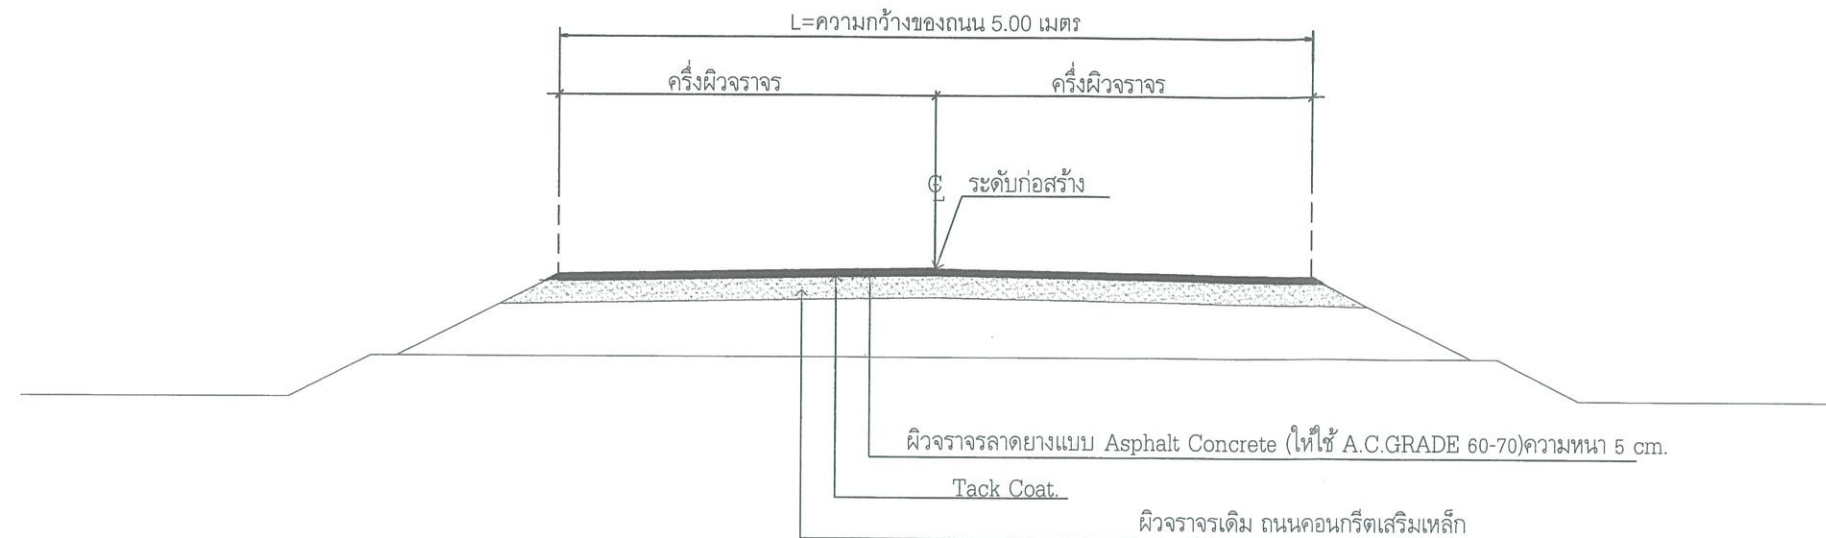 L=ความกว้างของถนน 5.00 เมตร
ครึ่งผิวจราจร ครึ่งผิวจราจร
℄ ระดับก่อสร้าง
ผิวจราจรลาดยางแบบ Asphalt Concrete (ให้ใช้ A.C.GRADE 60-70)ความหนา 5 cm.
Tack Coat.
ผิวจราจรเดิม ถนนคอนกรีตเสริมเหล็ก